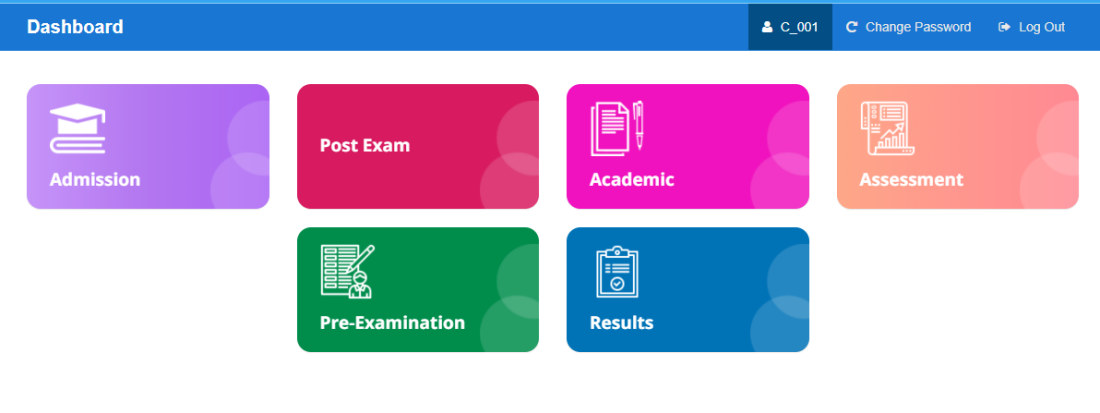 Dashboard
C_001
Change Password
Log Out
Admission
Post Exam
Academic
Assessment
Pre-Examination
Results